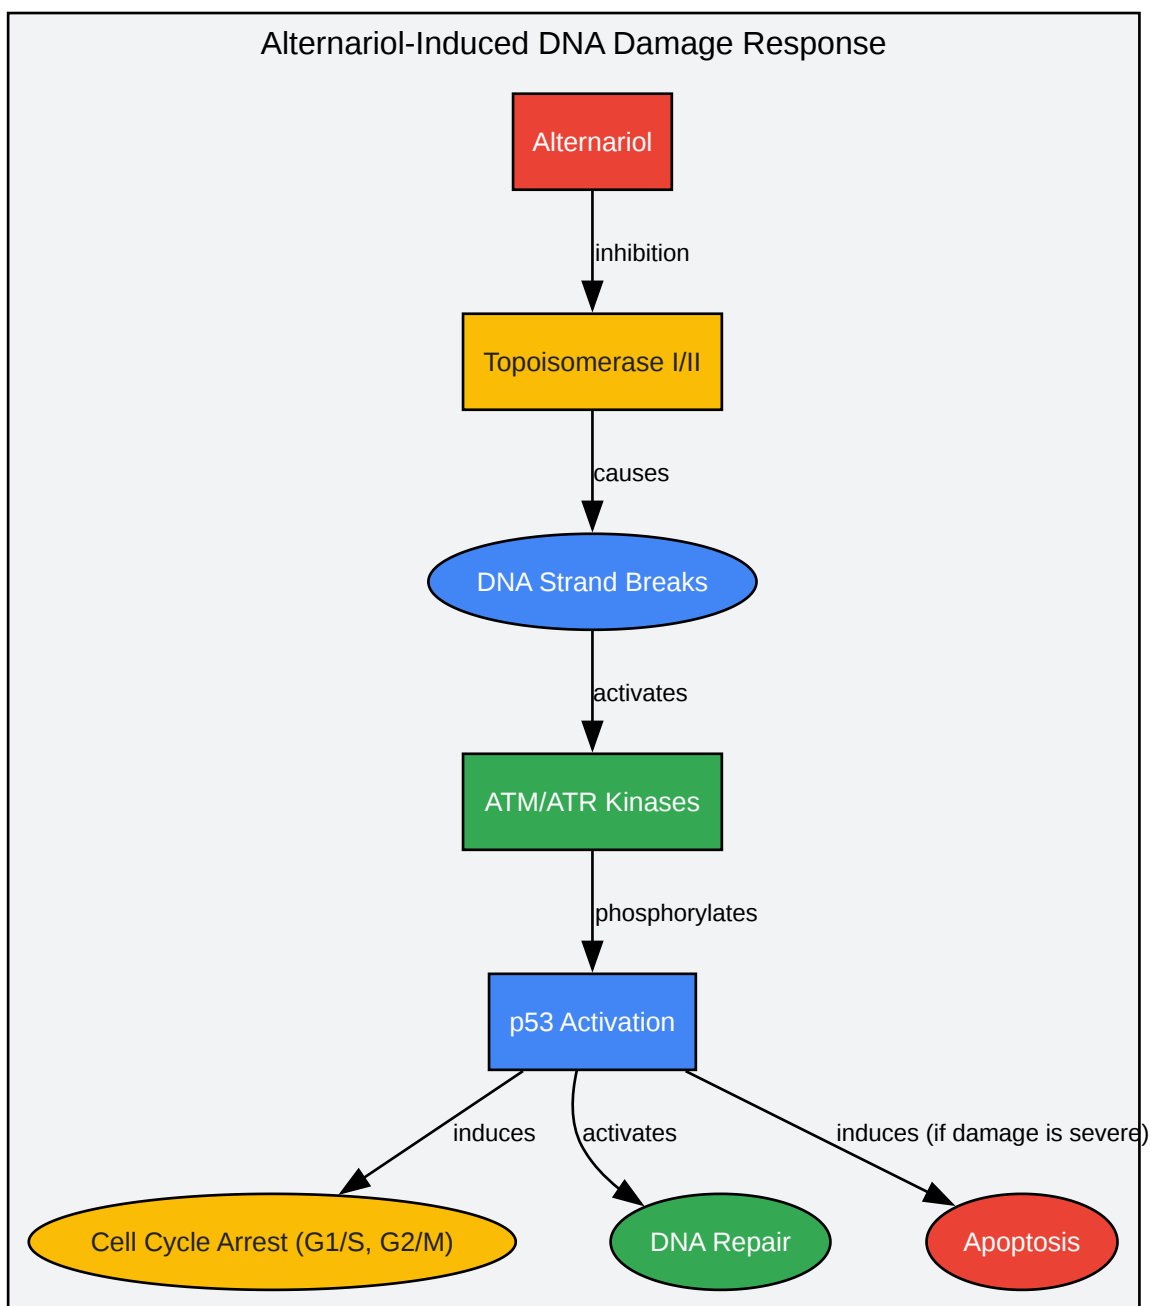 Alternariol-Induced DNA Damage Response
Alternariol
inhibition
Topoisomerase I/II
causes
DNA Strand Breaks
activates
ATM/ATR Kinases
phosphorylates
p53 Activation
induces
activates
induces (if damage is severe)
Cell Cycle Arrest (G1/S, G2/M)
DNA Repair
Apoptosis